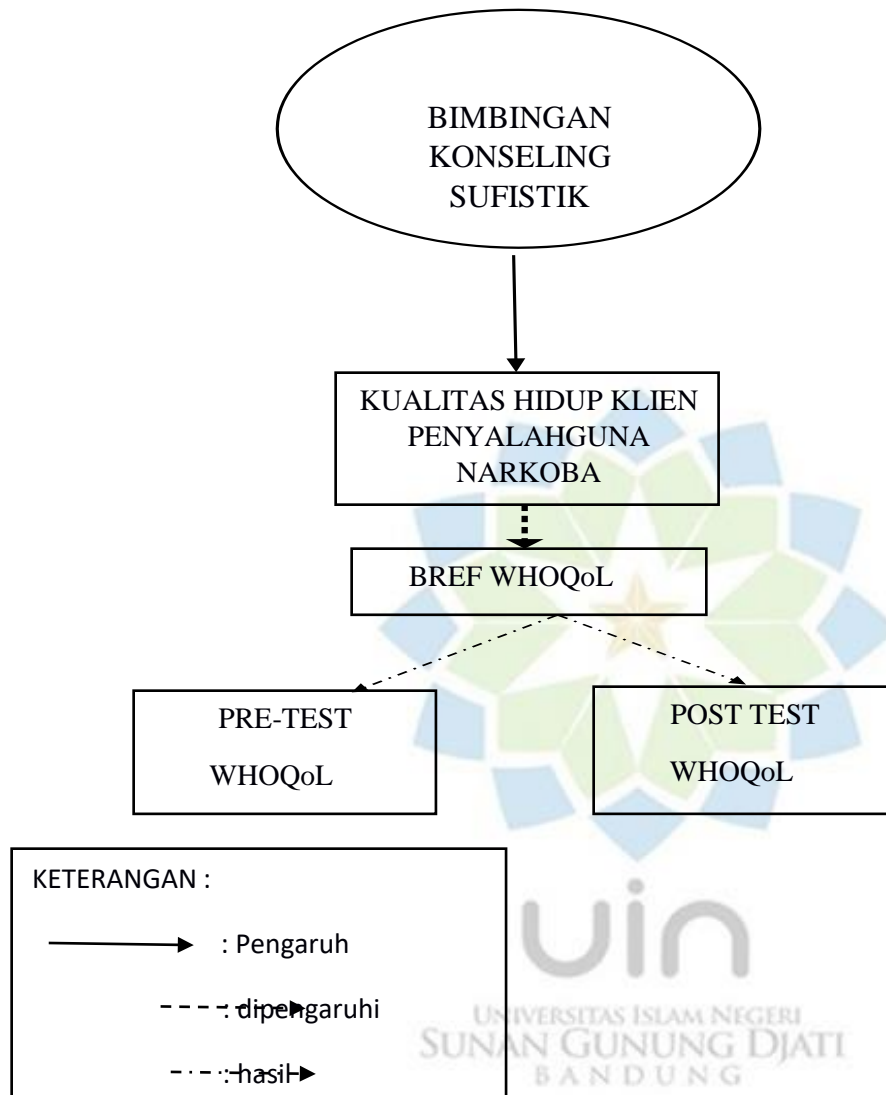 BIMBINGAN
KONSELING
SUFISTIK
KUALITAS HIDUP KLIEN
PENYALAHGUNA
NARKOBA
BREF WHOQoL
PRE-TEST
WHOQoL
POST TEST
WHOQoL
KETERANGAN :
: Pengaruh
: dipengaruhi
: hasil
uin
UNIVERSITAS ISLAM NEGERI
SUNAN GUNUNG DJATI
BANDUNG